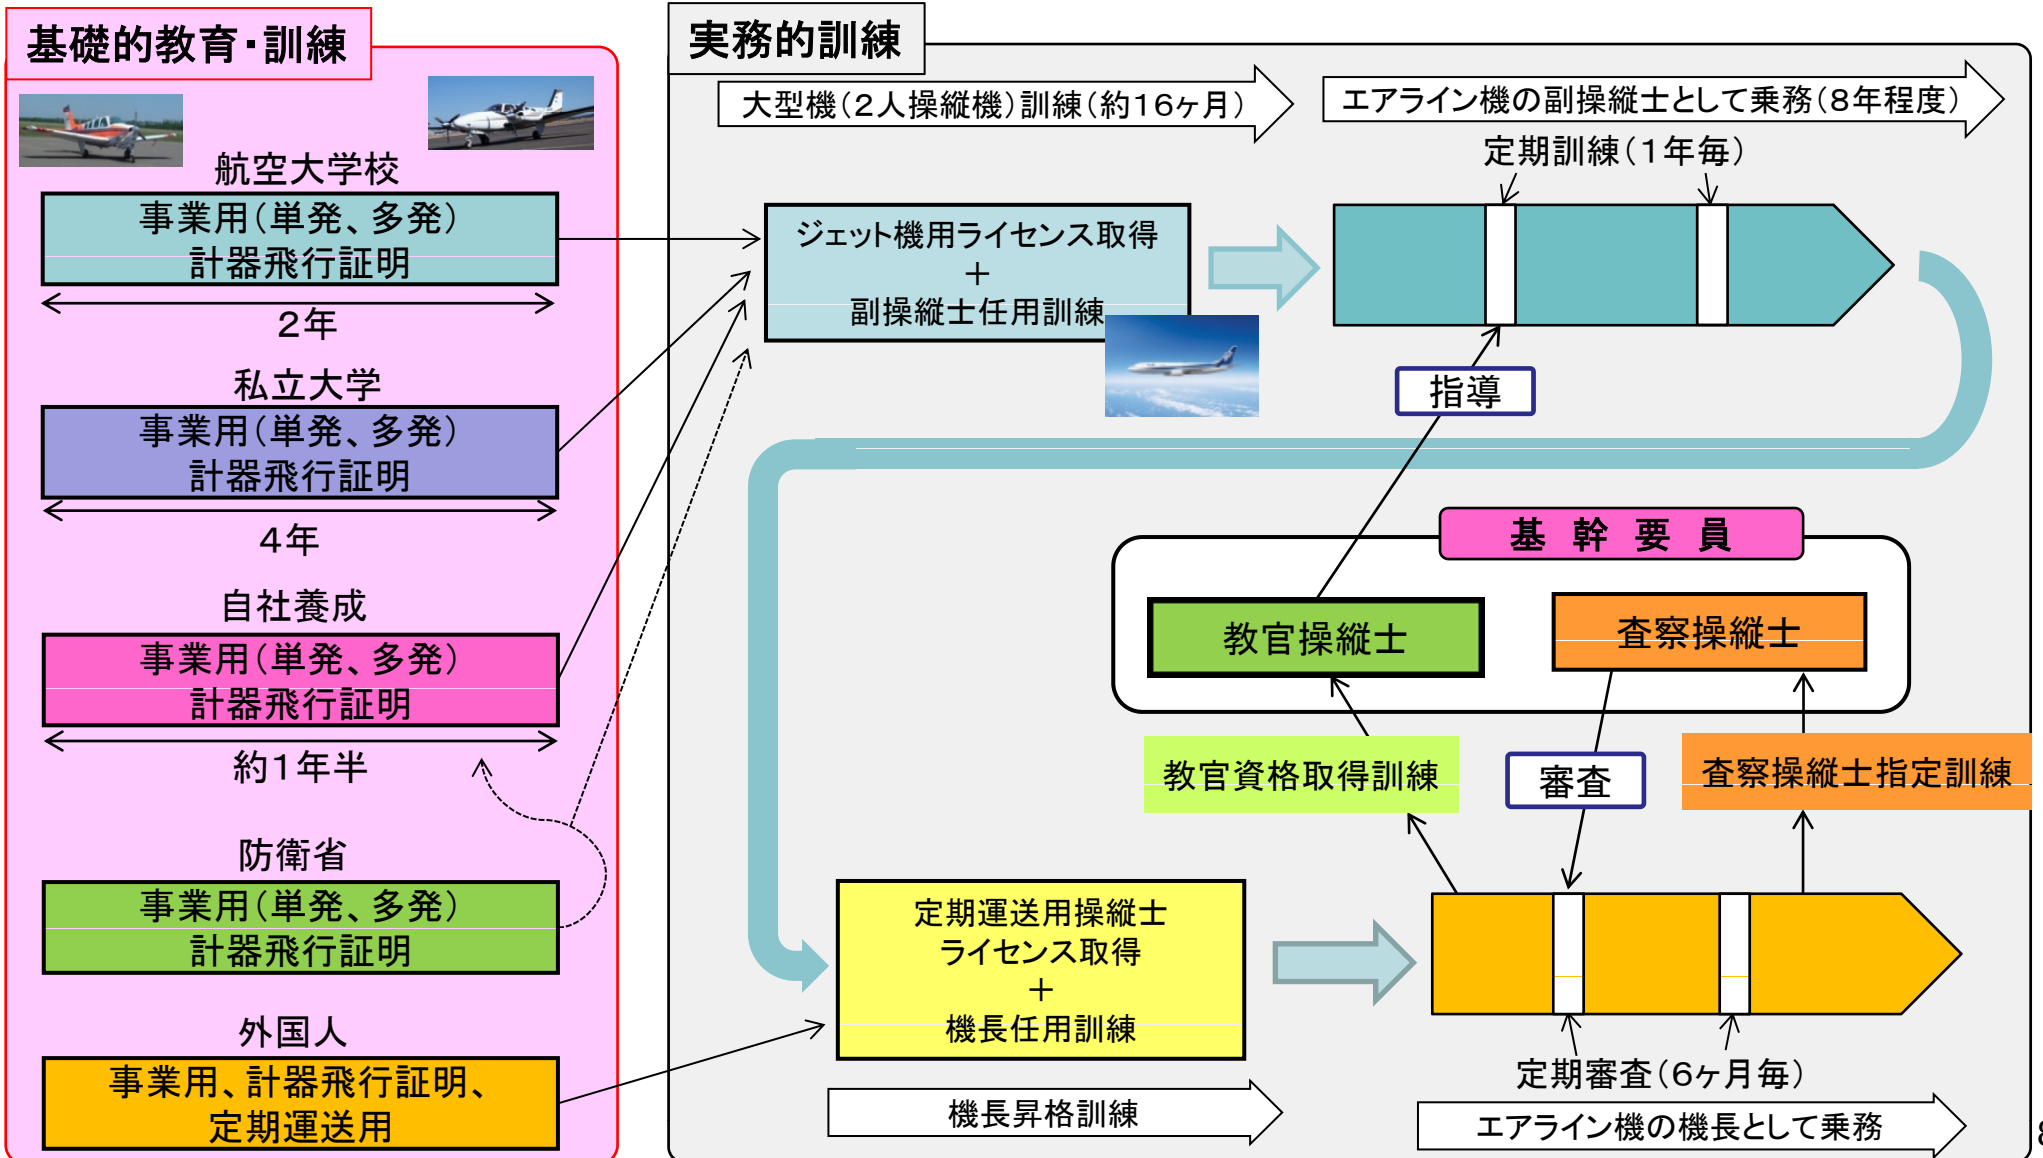 基礎的教育・訓練
航空大学校
事業用(単発、多発)
計器飛行証明
2年
私立大学
事業用(単発、多発)
計器飛行証明
4年
自社養成
事業用(単発、多発)
計器飛行証明
約1年半
防衛省
事業用(単発、多発)
計器飛行証明
外国人
事業用、計器飛行証明、
定期運送用
実務的訓練
大型機(2人操縦機)訓練(約16ヶ月)
エアライン機の副操縦士として乗務(8年程度)
定期訓練(1年毎)
ジェット機用ライセンス取得
+
副操縦士任用訓練
指導
基幹要員
教官操縦士
査察操縦士
教官資格取得訓練
審査
査察操縦士指定訓練
定期運送用操縦士
ライセンス取得
+
機長任用訓練
定期審査(6ヶ月毎)
機長昇格訓練
エアライン機の機長として乗務